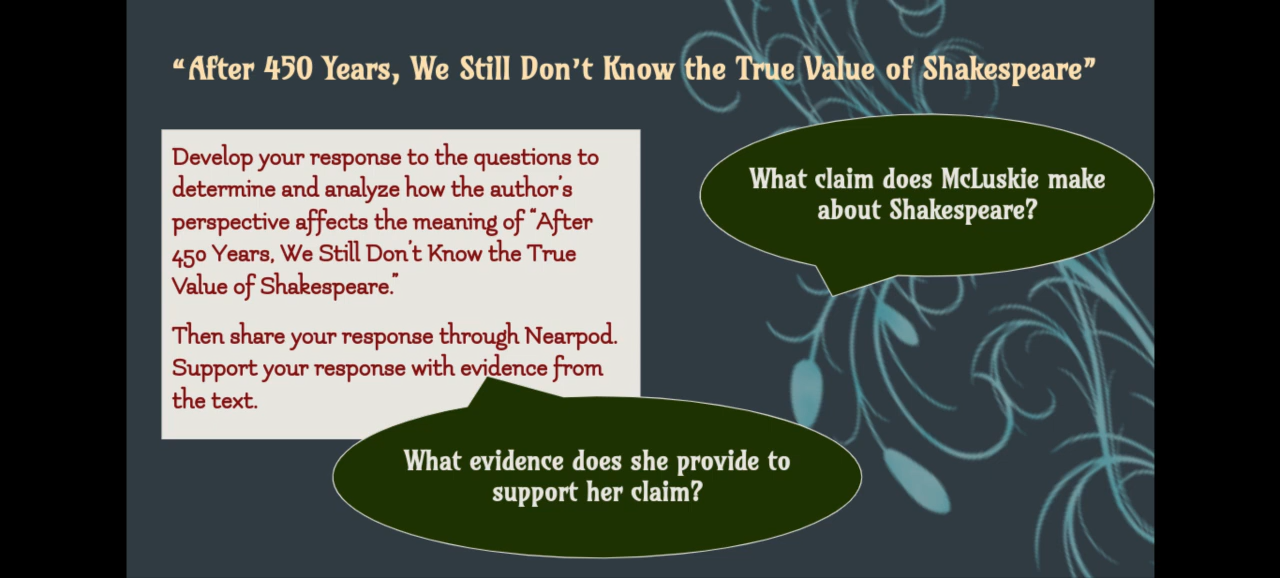 “After 450 Years, We Still Don’t Know the True Value of Shakespeare”
Develop your response to the questions to
determine and analyze how the author’s
perspective affects the meaning of “After
450 Years, We Still Don’t Know the True
Value of Shakespeare.”
Then share your response through Nearpod.
Support your response with evidence from
the text.
What claim does McLuskie make
about Shakespeare?
What evidence does she provide to
support her claim?